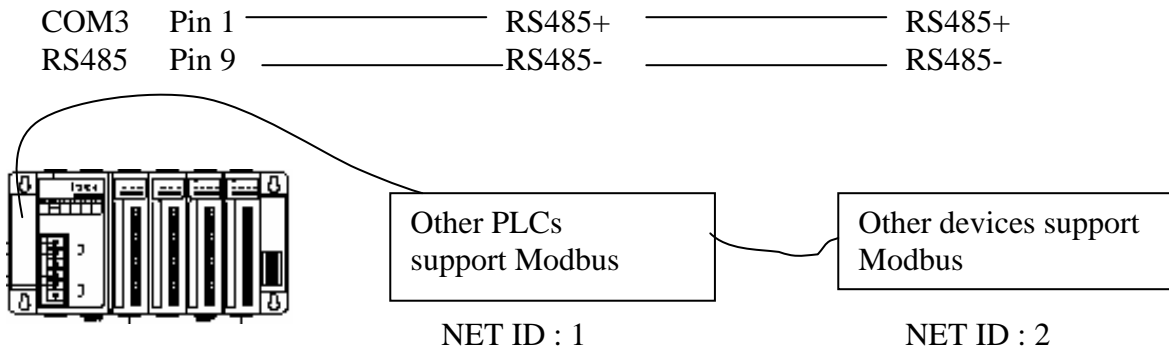 COM3 Pin 1 RS485+ RS485+
RS485 Pin 9 RS485- RS485-
Other PLCs
support Modbus
Other devices support
Modbus
NET ID : 1 NET ID : 2